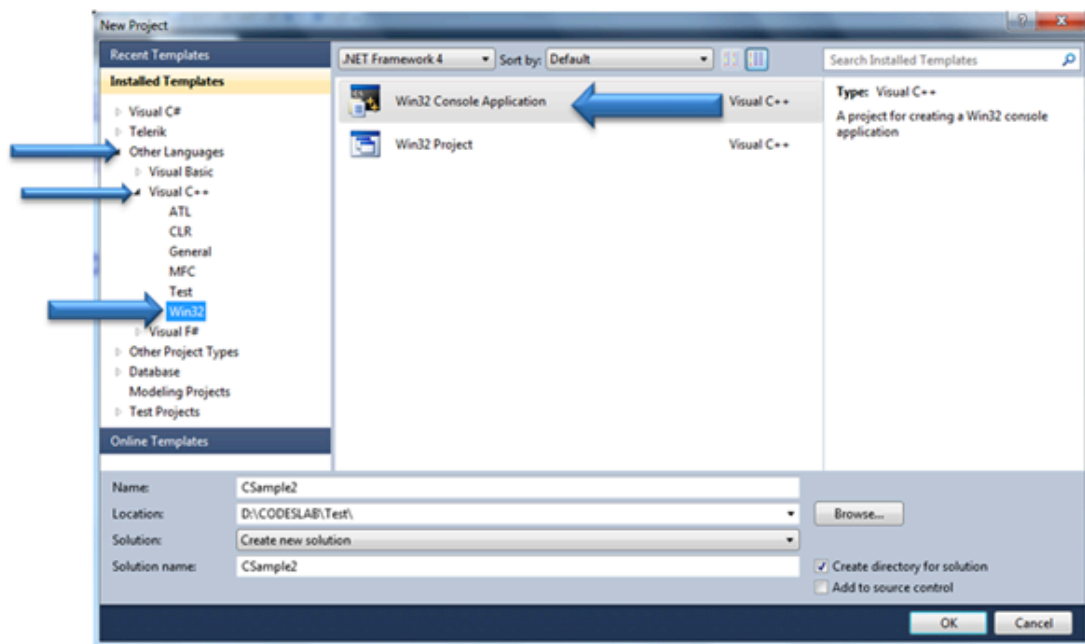 New Project
Recent Templates
Installed Templates
Visual C#
Telerik
Other Languages
Visual Basic
Visual C++
ATL
CLR
General
MFC
Test
Win32
Visual F#
Other Project Types
Database
Modeling Projects
Test Projects
Online Templates
.NET Framework 4 Sort by: Default
Win32 Console Application Visual C++
Win32 Project Visual C++
Search Installed Templates
Type: Visual C++
A project for creating a Win32 console
application
Name: CSample2
Location: D:\CODESLAB\Test\ Browse...
Solution: Create new solution
Solution name: CSample2
Create directory for solution
Add to source control
OK Cancel